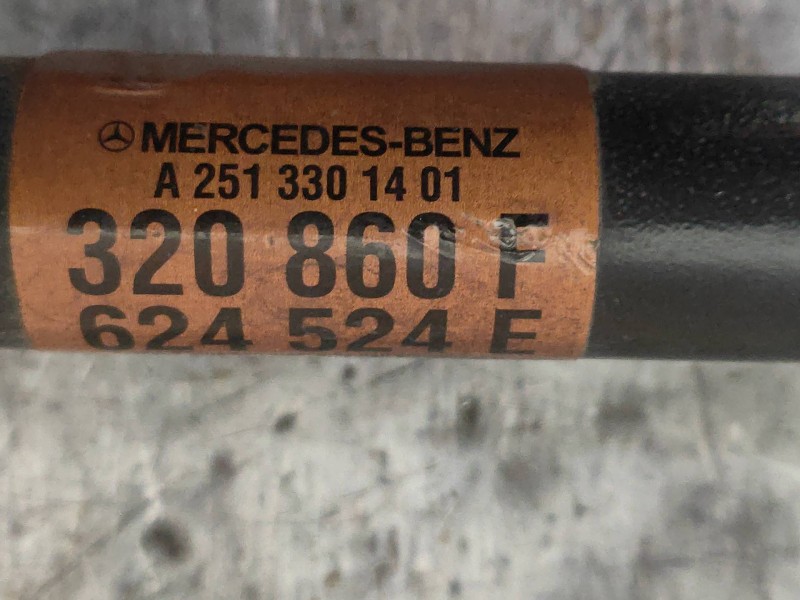 MERCEDES-BENZ
A 251 330 14 01
320 860 F
624 524 E